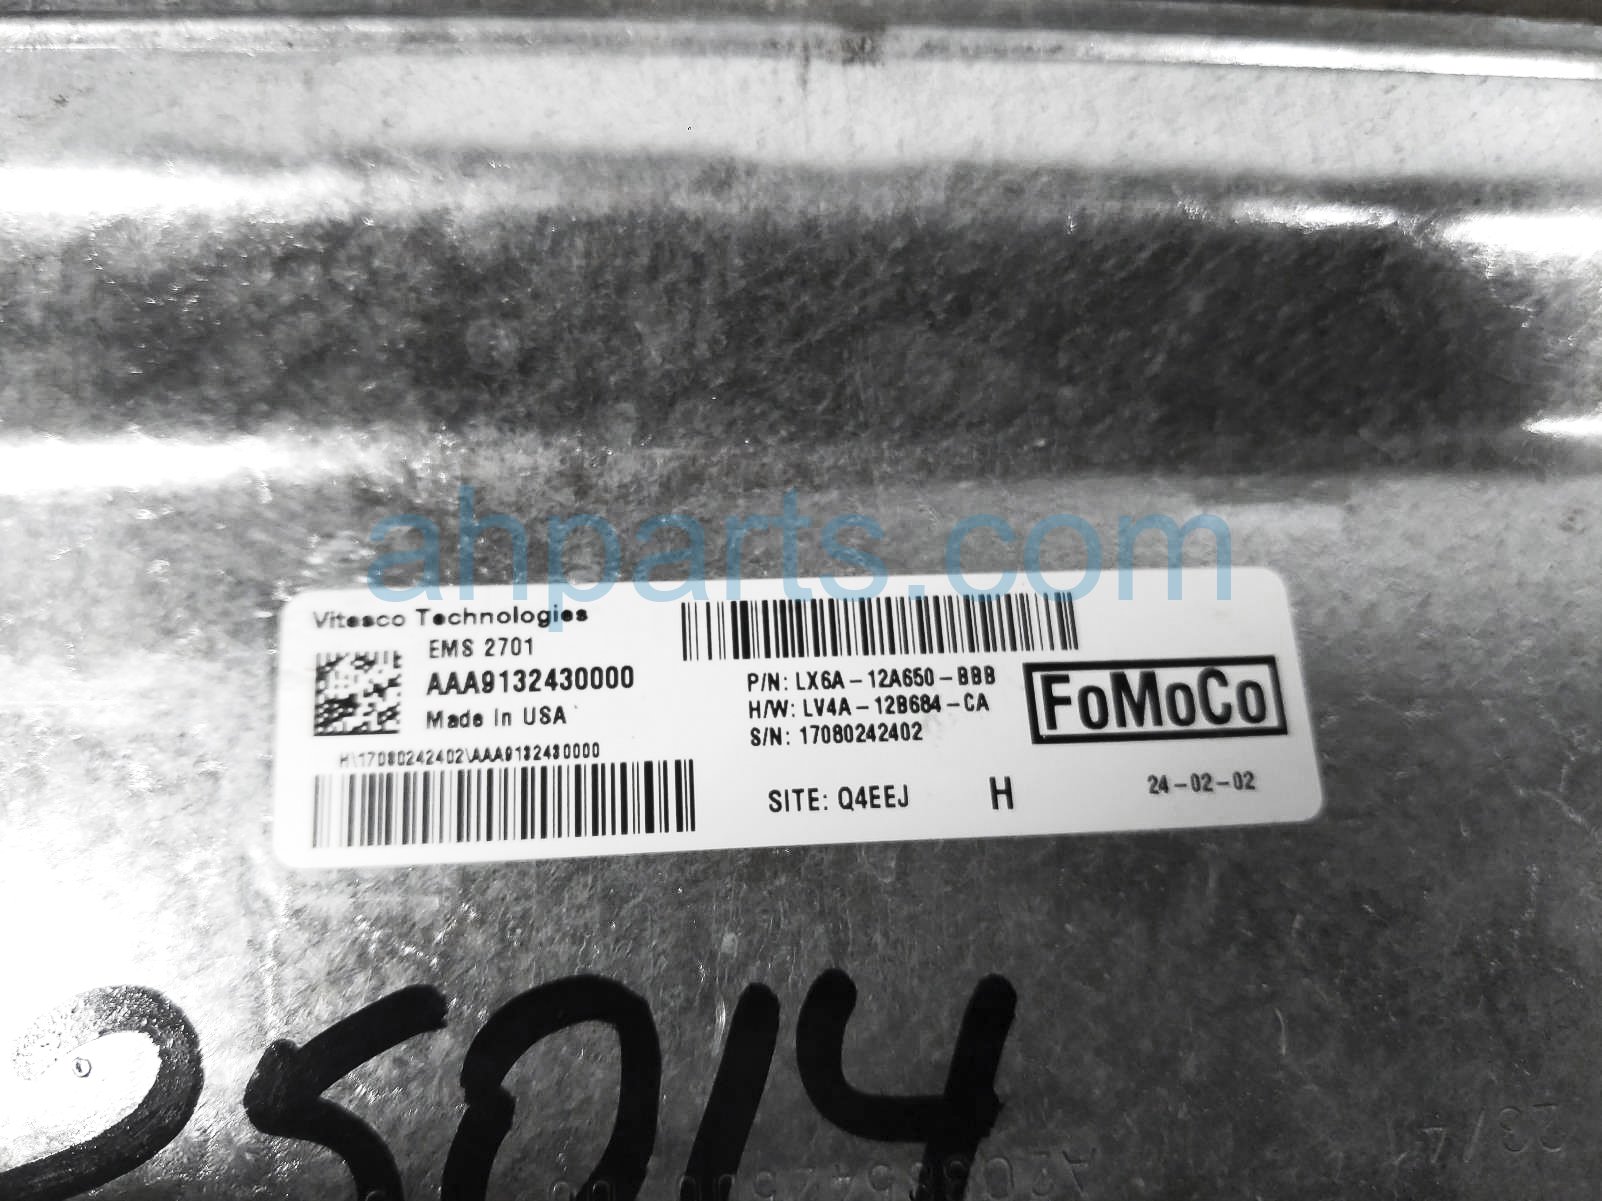 ahparts.com
Vitesco Technologies
EMS 2701
AAA9132430000
Made in USA
H\17080242402\AAA9132430000
P/N: LX6A-12A650-BBB
H/W: LV4A-12B684-CA
S/N: 17080242402
FoMoCo
SITE: Q4EEJ H 24-02-02
25014